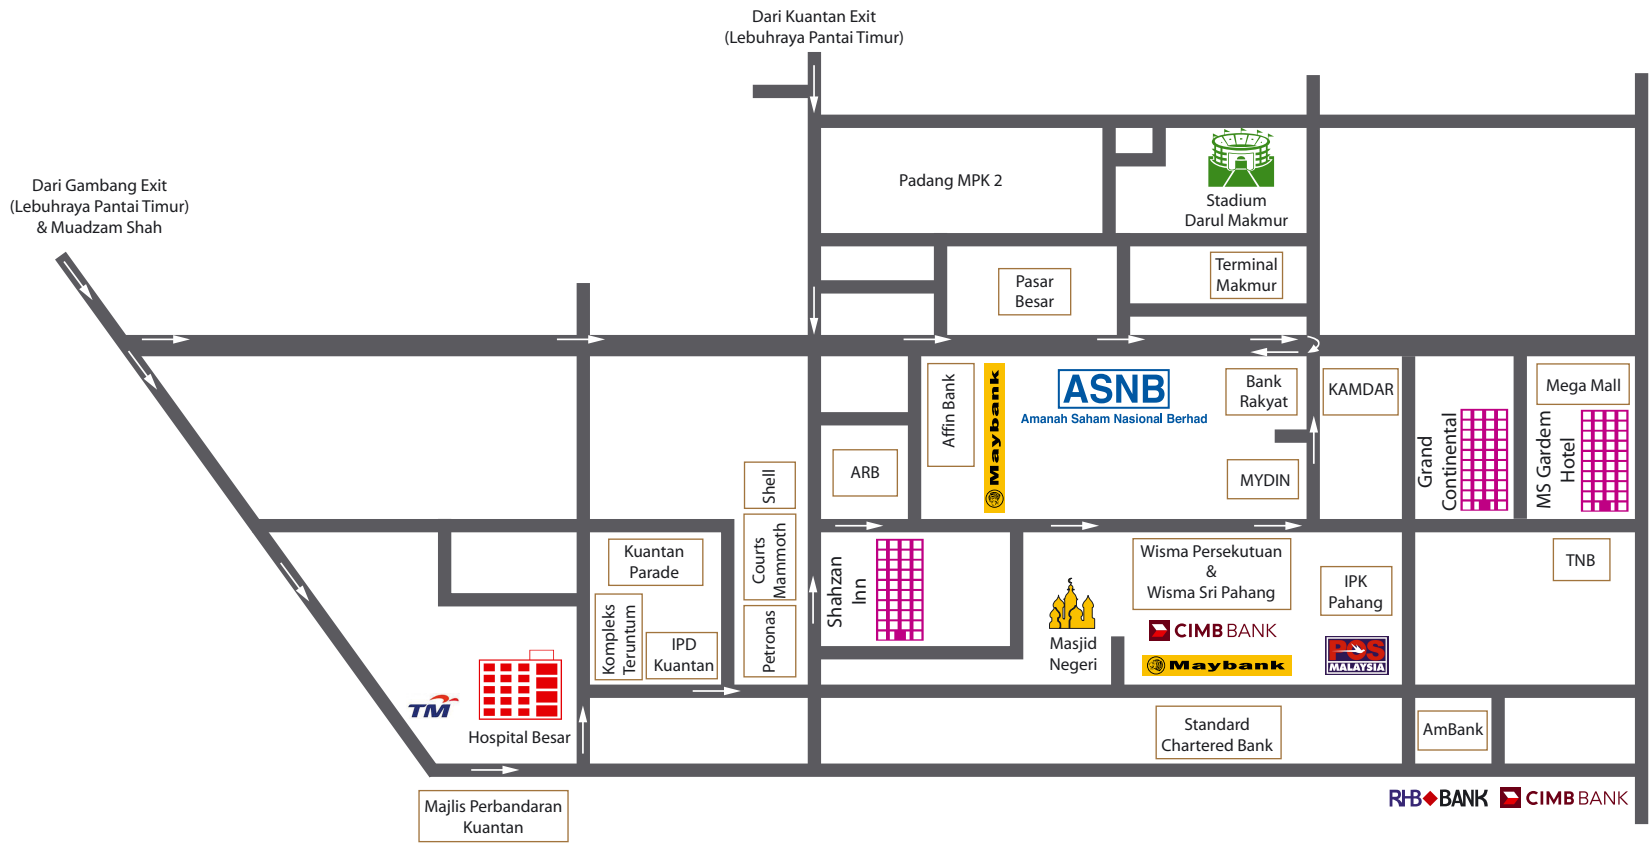 Dari Kuantan Exit
(Lebuhraya Pantai Timur)
Dari Gambang Exit
(Lebuhraya Pantai Timur)
& Muadzam Shah
Padang MPK 2
Stadium
Darul Makmur
Pasar
Besar
Terminal
Makmur
Affin Bank
Maybank
ASNB
Amanah Saham Nasional Berhad
Bank
Rakyat
KAMDAR
Grand
Continental
Mega Mall
MS Gardem
Hotel
ARB
MYDIN
Shell
Courts
Mammoth
Petronas
Kuantan
Parade
Kompleks
Teruntum
IPD
Kuantan
Shahzan
Inn
Masjid
Negeri
Wisma Persekutuan
&
Wisma Sri Pahang
CIMB BANK
Maybank
IPK
Pahang
POS
MALAYSIA
TNB
TM
Hospital Besar
Standard
Chartered Bank
AmBank
Majlis Perbandaran
Kuantan
RHB BANK
CIMB BANK